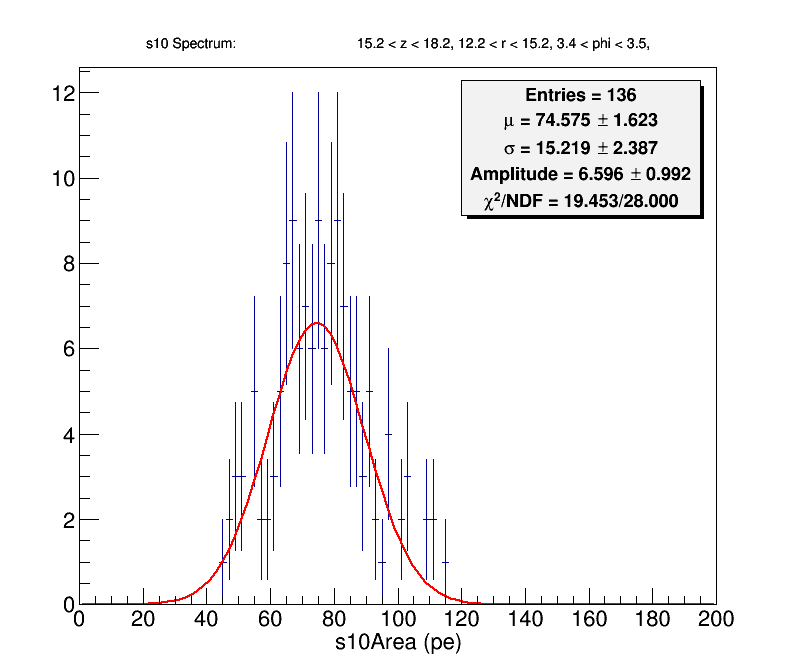 s10 Spectrum: 15.2 < z < 18.2, 12.2 < r < 15.2, 3.4 < phi < 3.5,
Entries = 136
μ = 74.575 ± 1.623
σ = 15.219 ± 2.387
Amplitude = 6.596 ± 0.992
χ²/NDF = 19.453/28.000
12
10
8
6
4
2
0
0 20 40 60 80 100 120 140 160 180 200
s10Area (pe)